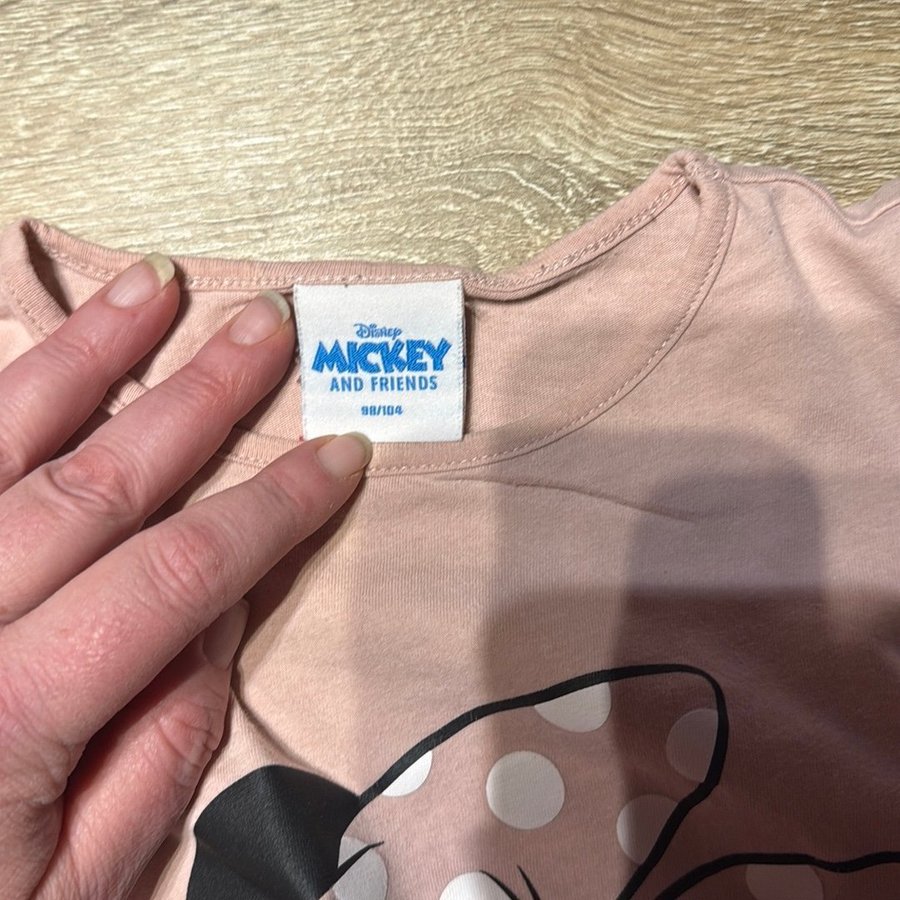 Disney
MICKEY
AND FRIENDS
98/104